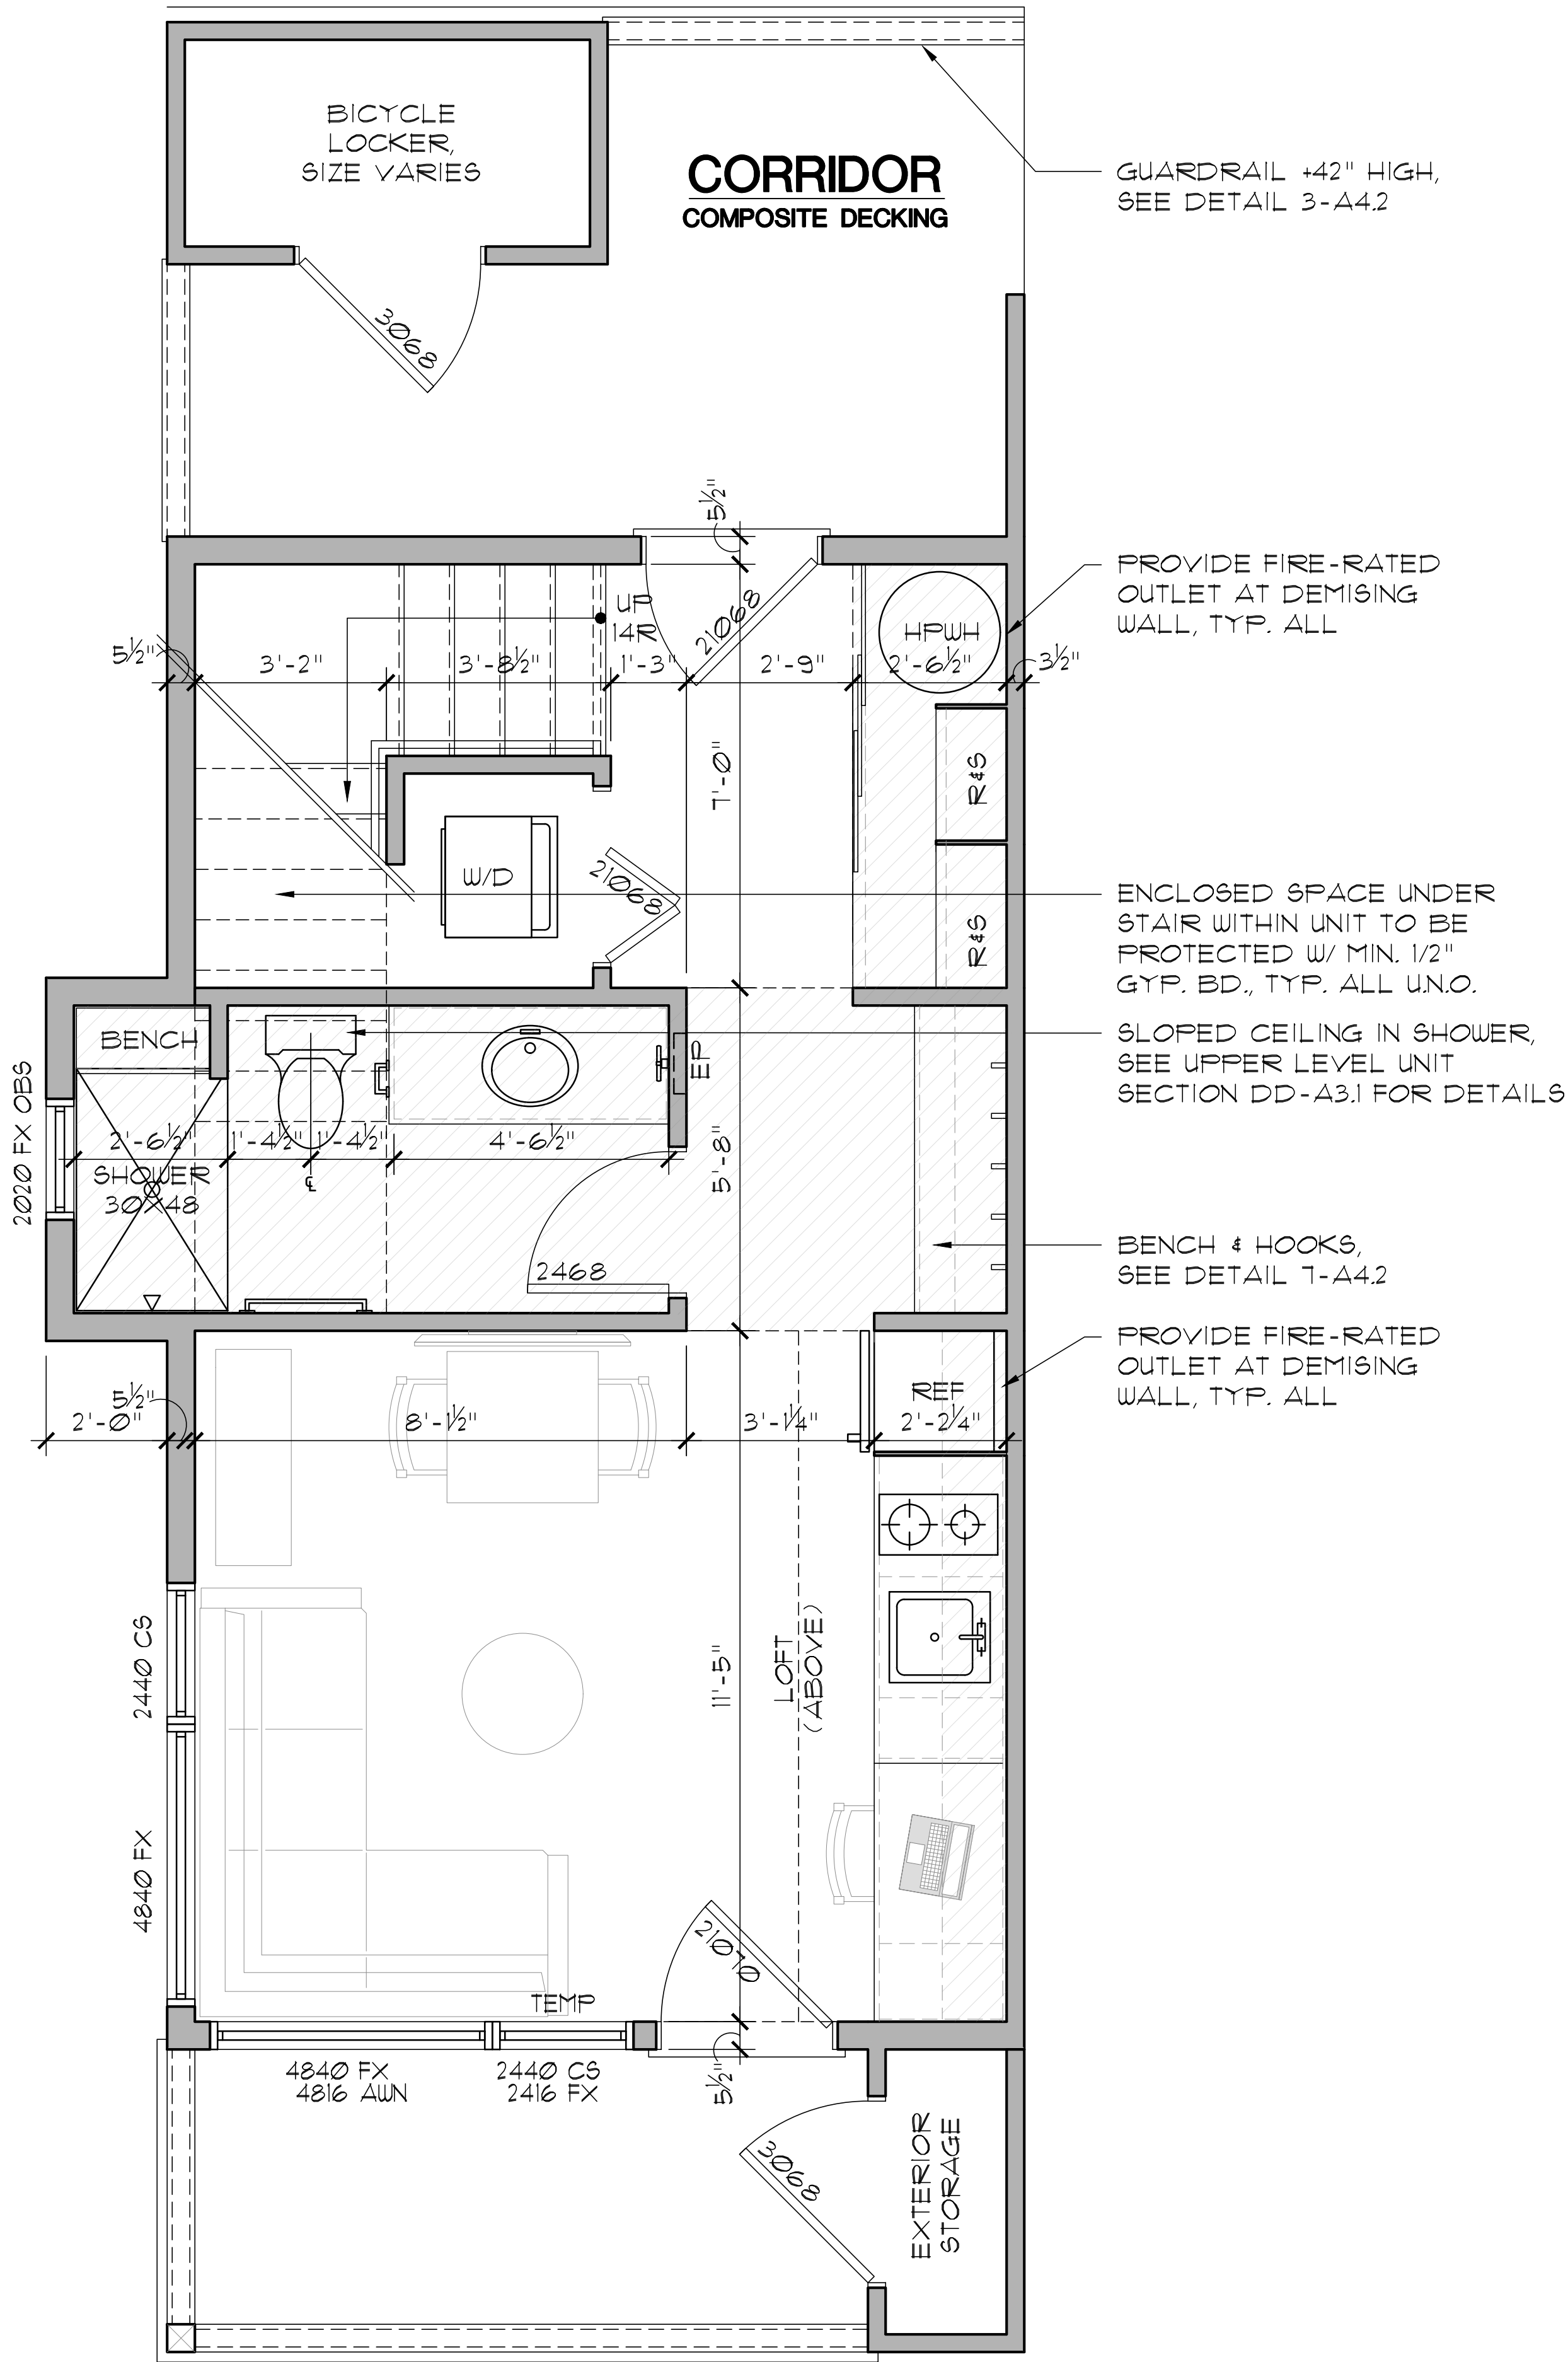 BICYCLE
LOCKER,
SIZE VARIES
CORRIDOR
COMPOSITE DECKING
GUARDRAIL +42" HIGH,
SEE DETAIL 3-A4.2
3Ø68
5½"
PROVIDE FIRE-RATED
OUTLET AT DEMISING
WALL, TYP. ALL
UP
14R
21Ø68
HPWH
5½"
3'-2"
3'-8½"
1'-3"
2'-9"
2'-6½"
3½"
7'-0"
R&S
W/D
21Ø68
R&S
ENCLOSED SPACE UNDER
STAIR WITHIN UNIT TO BE
PROTECTED W/ MIN. 1/2"
GYP. BD., TYP. ALL U.N.O.
BENCH
EP
SLOPED CEILING IN SHOWER,
SEE UPPER LEVEL UNIT
SECTION DD-A3.1 FOR DETAILS
2020 FX OBS
2'-6½"
1'-4½"
1'-4½"
4'-6½"
5'-8"
SHOWER
30X48
℄
2468
BENCH & HOOKS,
SEE DETAIL 7-A4.2
PROVIDE FIRE-RATED
OUTLET AT DEMISING
WALL, TYP. ALL
REF
5½"
2'-0"
8'-½"
3'-¼"
2'-2¼"
2440 CS
11'-5"
LOFT
(ABOVE)
4840 FX
21Ø70
TEMP
4840 FX
4816 AWN
2440 CS
2416 FX
5½"
3Ø68
EXTERIOR
STORAGE